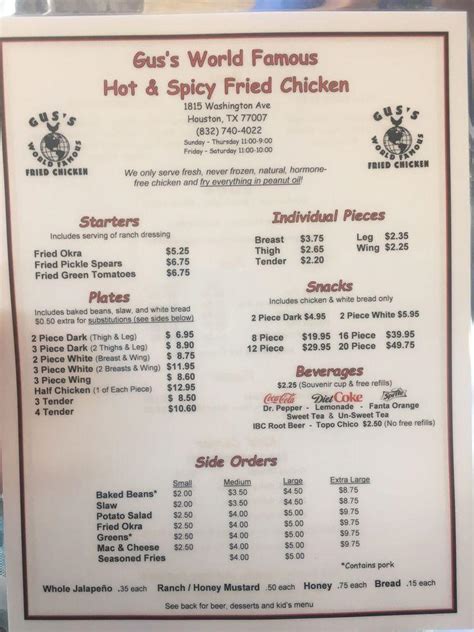 Gus's World Famous
Hot & Spicy Fried Chicken
1815 Washington Ave
Houston, TX 77007
(832) 740-4022
Sunday - Thursday 11:00-9:00
Friday - Saturday 11:00-10:00
GUS'S
WORLD FAMOUS
FRIED CHICKEN
GUS'S
WORLD FAMOUS
FRIED CHICKEN
We only serve fresh, never frozen, natural, hormone-
free chicken and fry everything in peanut oil!
Starters
Includes serving of ranch dressing
Fried Okra $5.25
Fried Pickle Spears $6.75
Fried Green Tomatoes $6.75
Individual Pieces
Breast $3.75 Leg $2.35
Thigh $2.65 Wing $2.25
Tender $2.20
Plates
Includes baked beans, slaw, and white bread
$0.50 extra for substitutions (see sides below)
2 Piece Dark (Thigh & Leg) $ 6.95
3 Piece Dark (2 Thighs & Leg) $ 8.90
2 Piece White (Breast & Wing) $ 8.75
3 Piece White (2 Breasts & Wing) $11.95
3 Piece Wing $ 8.60
Half Chicken (1 of Each Piece) $12.95
3 Tender $ 8.50
4 Tender $10.60
Snacks
Includes chicken & white bread only
2 Piece Dark $4.95 2 Piece White $5.95
8 Piece $19.95 16 Piece $39.95
12 Piece $29.95 20 Piece $49.75
Beverages
$2.25 (Souvenir cup & free refills)
Coca-Cola Diet Coke Sprite
Dr. Pepper - Lemonade - Fanta Orange
Sweet Tea & Un-Sweet Tea
IBC Root Beer - Topo Chico $2.50 (No free refills)
Side Orders
Small Medium Large Extra Large
Baked Beans* $2.00 $3.50 $4.50 $8.75
Slaw $2.00 $3.50 $4.50 $8.75
Potato Salad $2.50 $4.00 $5.00 $9.75
Fried Okra $2.50 $4.00 $5.00 $9.75
Greens* $2.50 $4.00 $5.00 $9.75
Mac & Cheese $2.50 $4.00 $5.00 $9.75
Seasoned Fries $4.00 $5.00 $9.75
*Contains pork
Whole Jalapeño .35 each Ranch / Honey Mustard .50 each Honey .75 each Bread .15 each
See back for beer, desserts and kid's menu